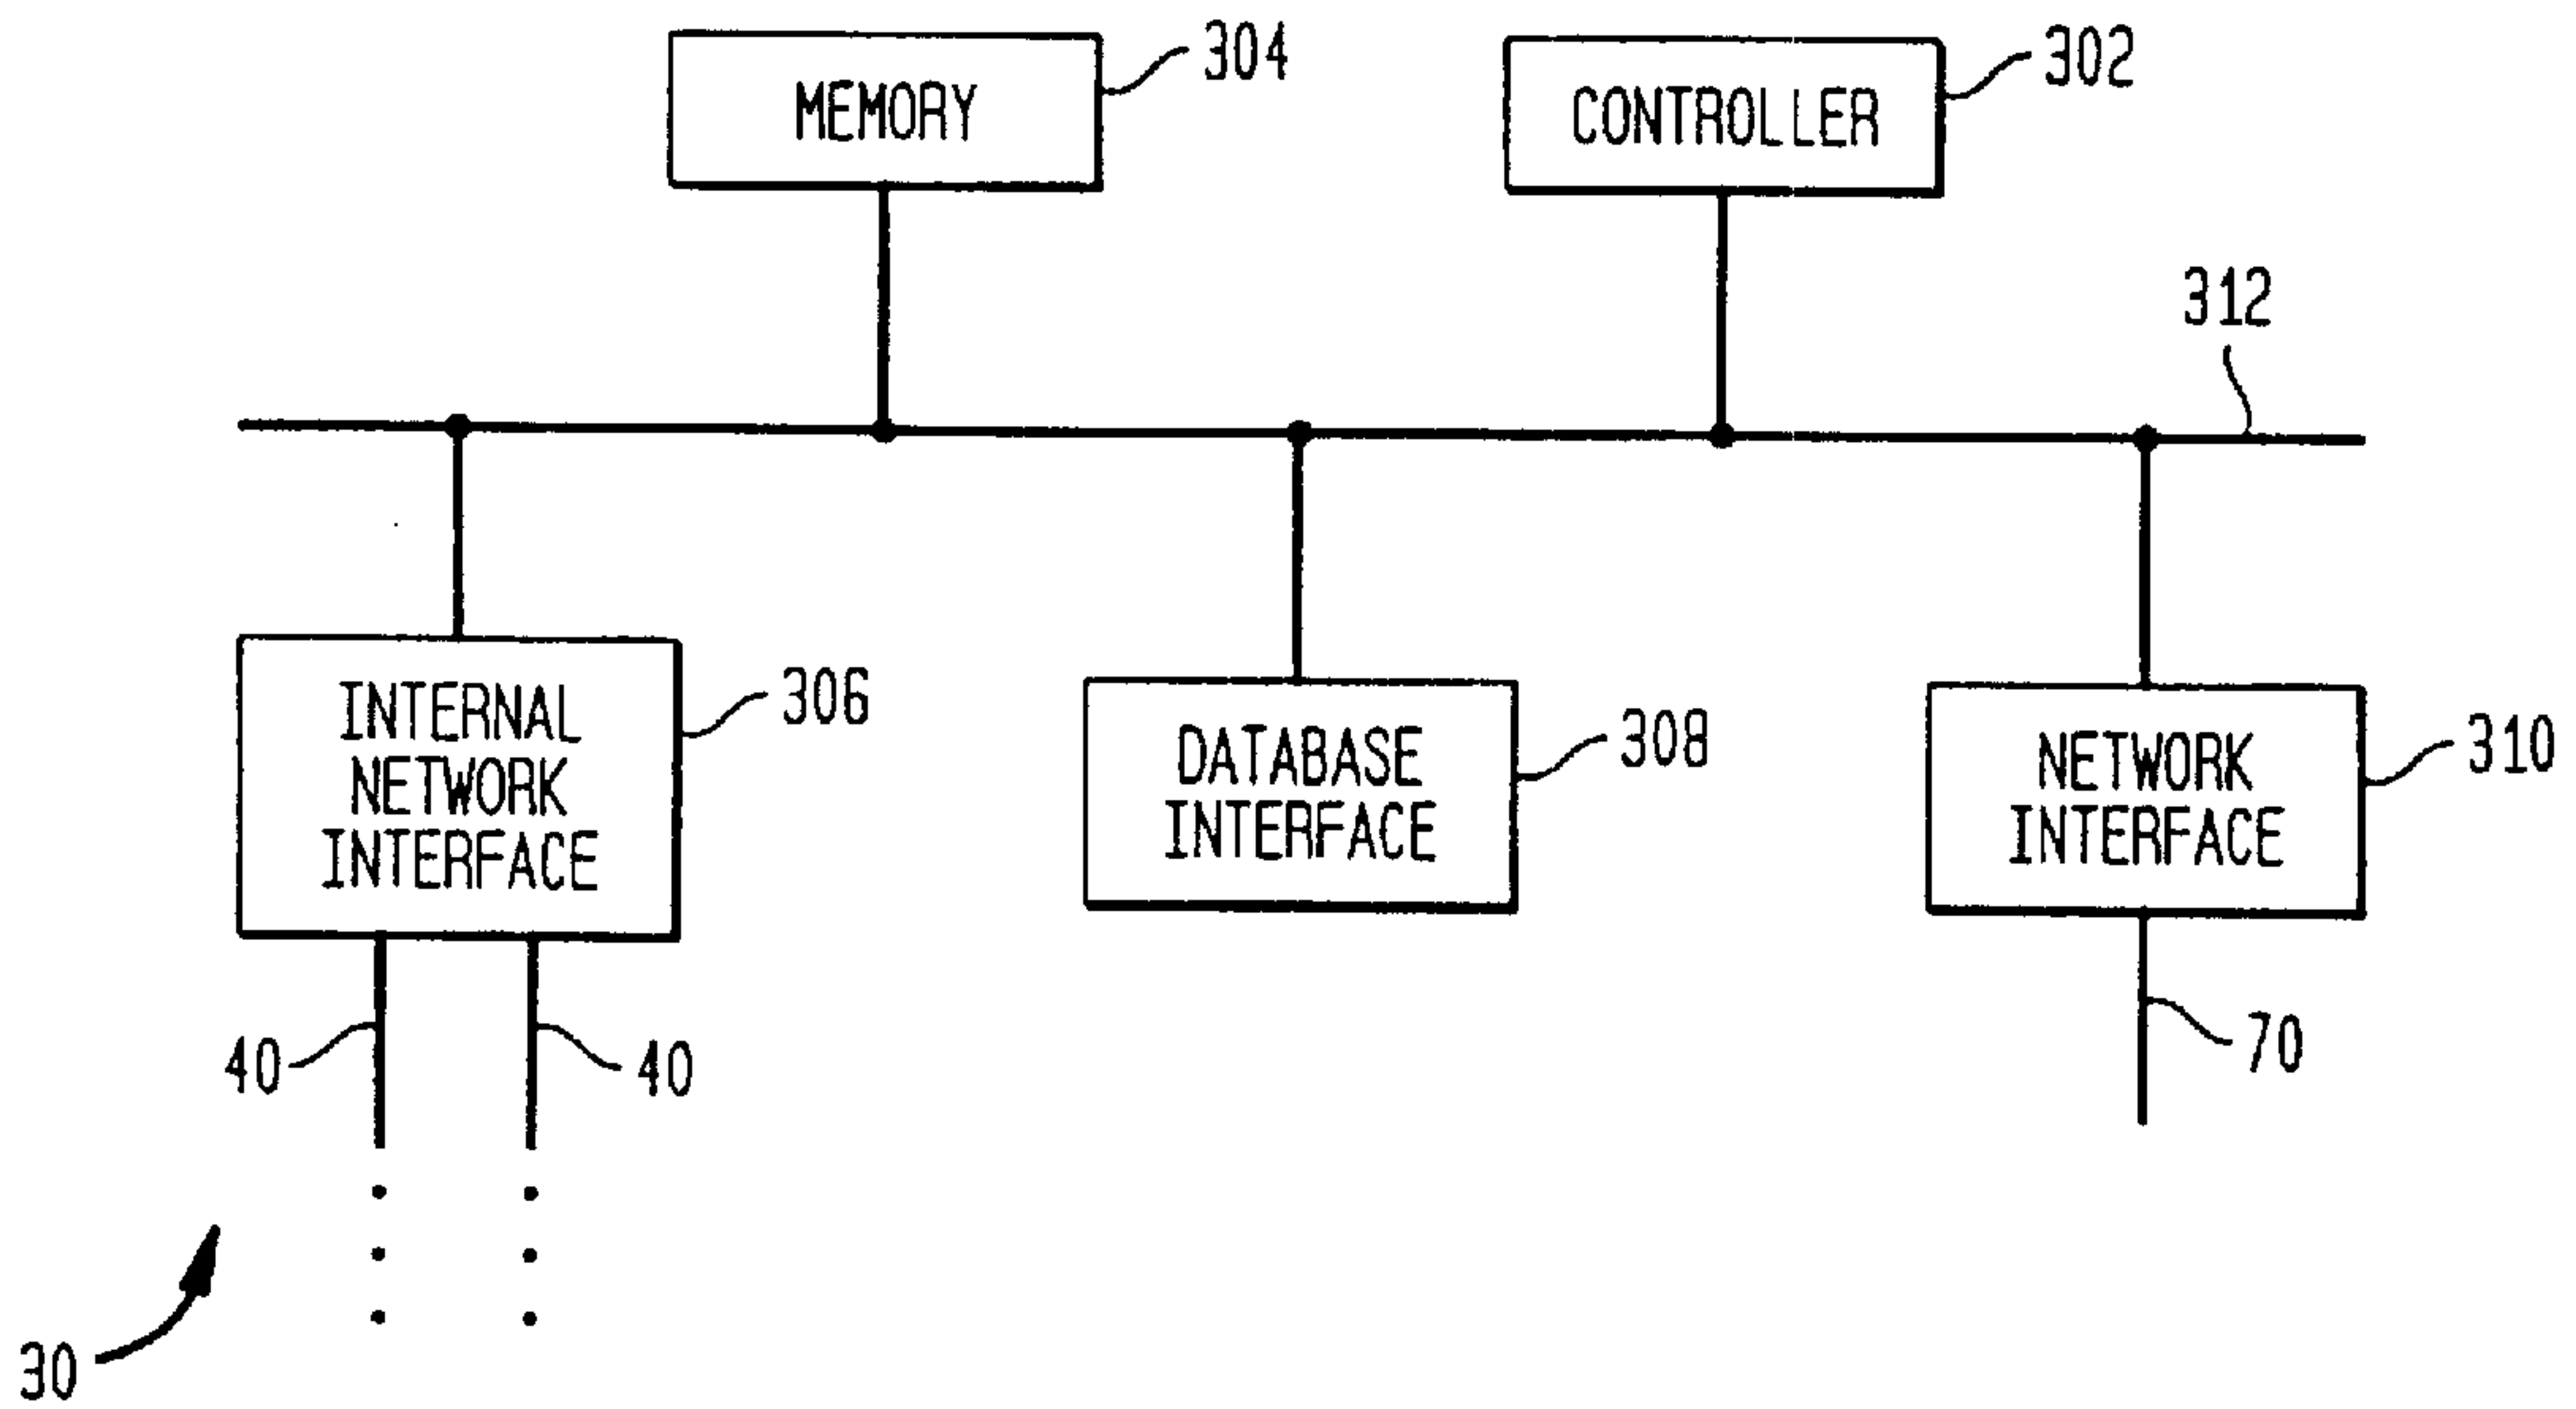 MEMORY
304
CONTROLLER
302
312
INTERNAL
NETWORK
INTERFACE
306
DATABASE
INTERFACE
308
NETWORK
INTERFACE
310
40
40
70
30